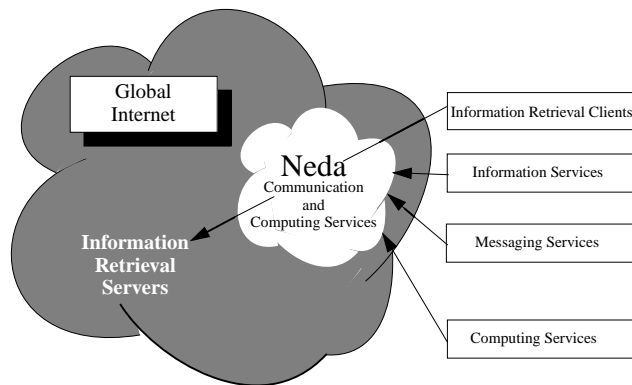 Global
Internet
Information Retrieval Clients
Neda
Communication
and
Computing Services
Information Services
Information
Retrieval
Servers
Messaging Services
Computing Services